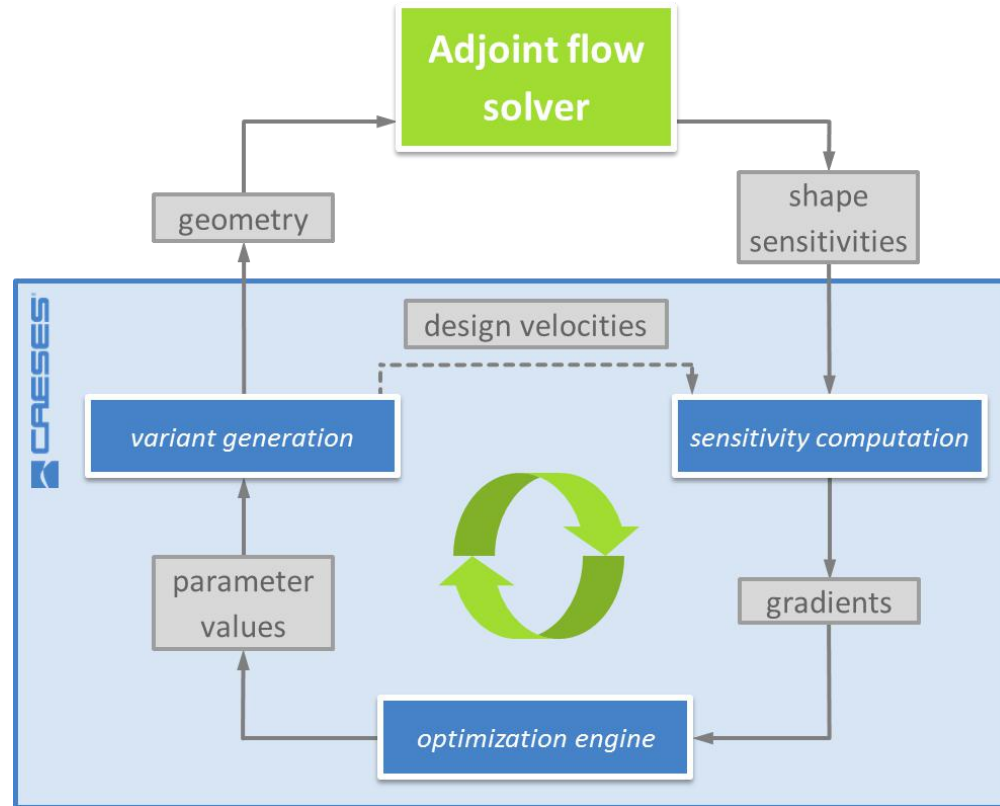 Adjoint flow
solver
geometry
shape
sensitivities
design velocities
CAESES
variant generation
sensitivity computation
parameter
values
gradients
optimization engine